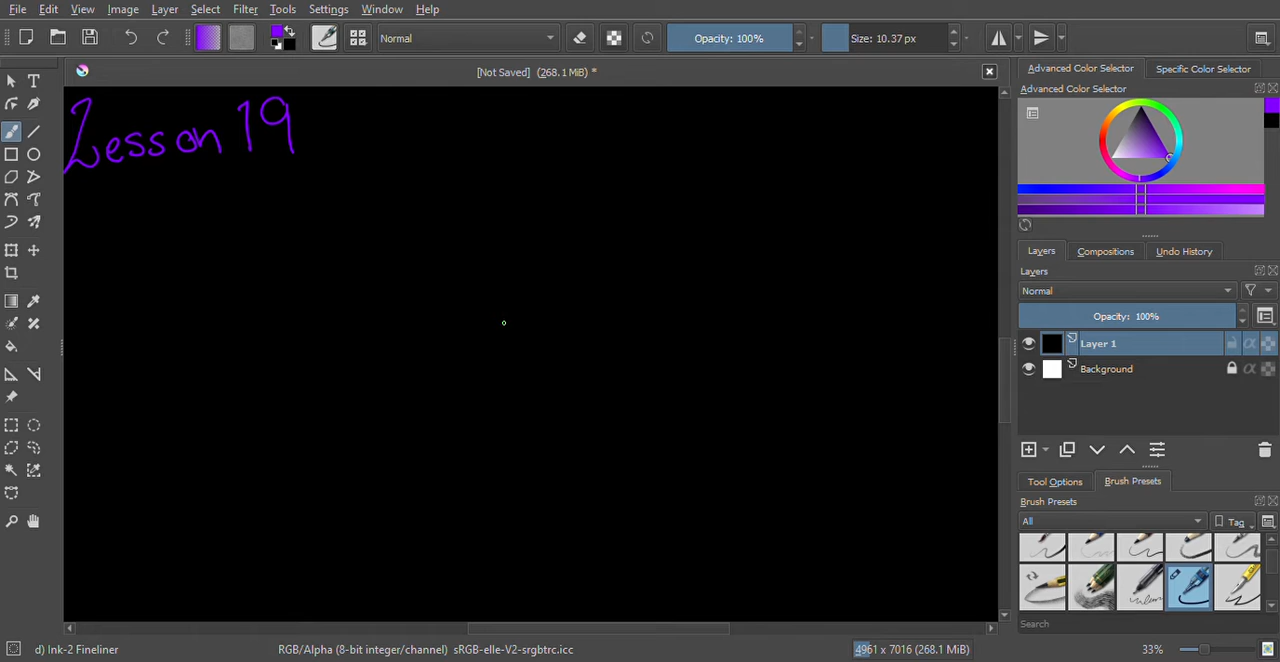 File Edit View Image Layer Select Filter Tools Settings Window Help
Normal Opacity: 100% Size: 10.37 px
[Not Saved] (268.1 MiB) *
Advanced Color Selector Specific Color Selector
Advanced Color Selector
Lesson 19
Layers Compositions Undo History
Layers
Normal
Opacity: 100%
Layer 1
Background
Tool Options Brush Presets
Brush Presets
All Tag
Search
d) Ink-2 Fineliner RGB/Alpha (8-bit integer/channel) sRGB-elle-V2-srgbtrc.icc 4961 x 7016 (268.1 MiB) 33%